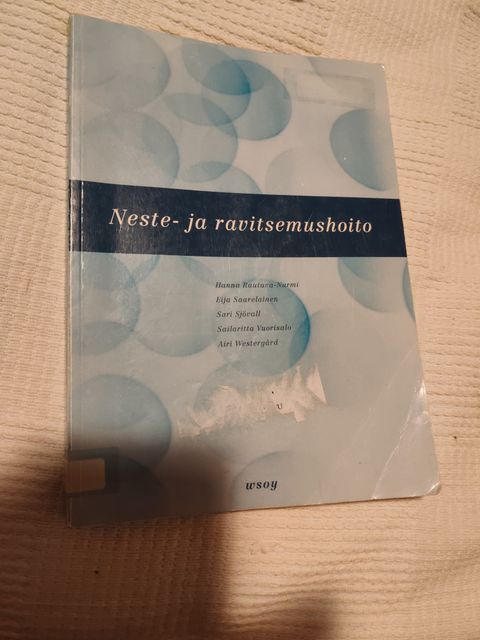 Neste- ja ravitsemushoito
Hanna Rautava-Nurmi
Eija Saarelainen
Sari Sjövall
Sailaritta Vuorisalo
Airi Westergård
U
wsoy